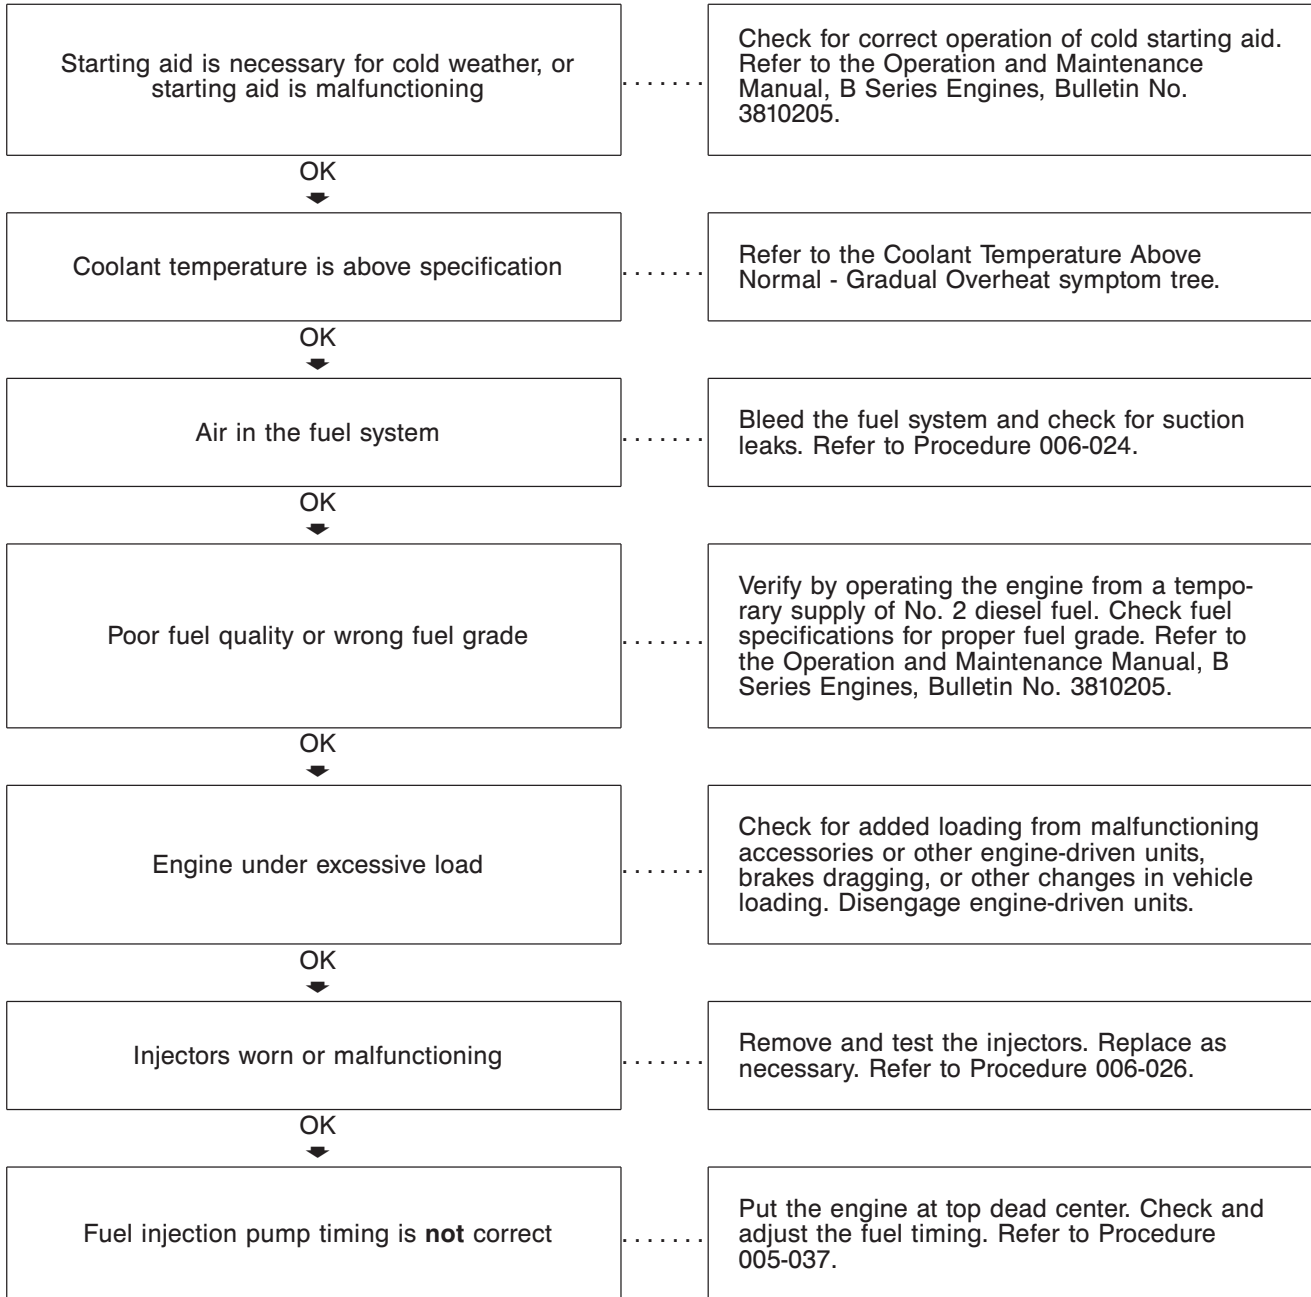 Starting aid is necessary for cold weather, or
starting aid is malfunctioning
. . . . . . .
Check for correct operation of cold starting aid.
Refer to the Operation and Maintenance
Manual, B Series Engines, Bulletin No.
3810205.
OK
Coolant temperature is above specification
. . . . . . .
Refer to the Coolant Temperature Above
Normal - Gradual Overheat symptom tree.
OK
Air in the fuel system
. . . . . . .
Bleed the fuel system and check for suction
leaks. Refer to Procedure 006-024.
OK
Poor fuel quality or wrong fuel grade
. . . . . . .
Verify by operating the engine from a tempo-
rary supply of No. 2 diesel fuel. Check fuel
specifications for proper fuel grade. Refer to
the Operation and Maintenance Manual, B
Series Engines, Bulletin No. 3810205.
OK
Engine under excessive load
. . . . . . .
Check for added loading from malfunctioning
accessories or other engine-driven units,
brakes dragging, or other changes in vehicle
loading. Disengage engine-driven units.
OK
Injectors worn or malfunctioning
. . . . . . .
Remove and test the injectors. Replace as
necessary. Refer to Procedure 006-026.
OK
Fuel injection pump timing is not correct
. . . . . . .
Put the engine at top dead center. Check and
adjust the fuel timing. Refer to Procedure
005-037.